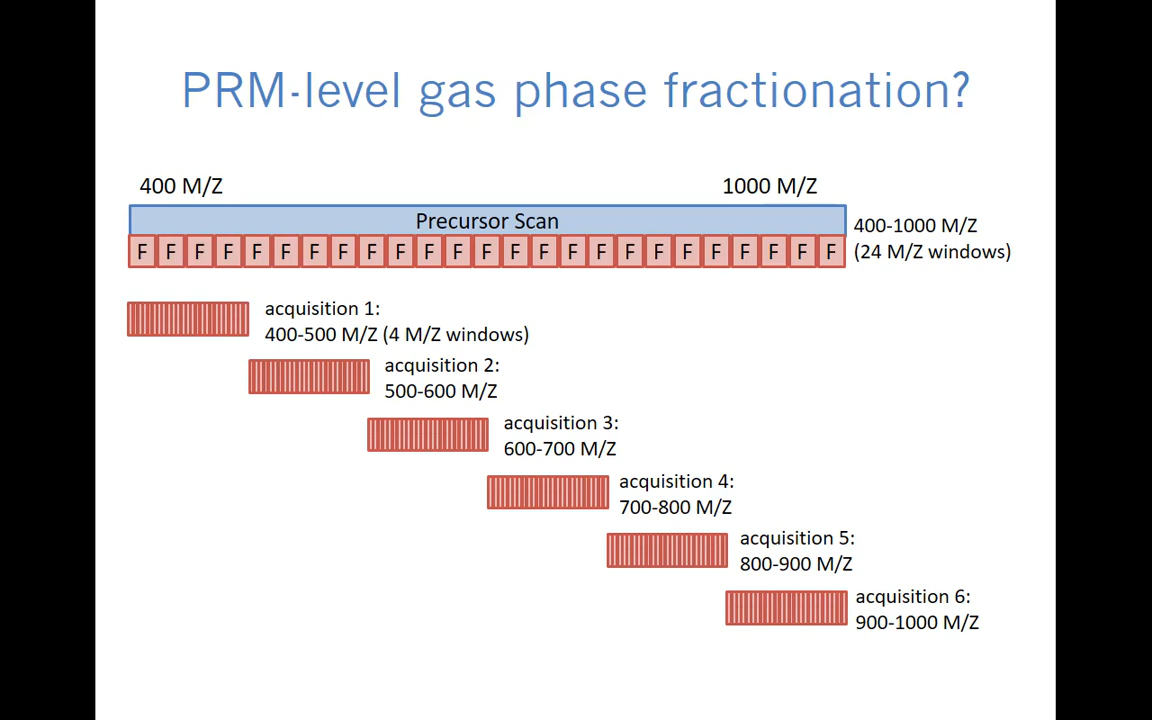 PRM-level gas phase fractionation?
400 M/Z
1000 M/Z
Precursor Scan
400-1000 M/Z
F F F F F F F F F F F F F F F F F F F F F F F F F
(24 M/Z windows)
acquisition 1:
400-500 M/Z (4 M/Z windows)
acquisition 2:
500-600 M/Z
acquisition 3:
600-700 M/Z
acquisition 4:
700-800 M/Z
acquisition 5:
800-900 M/Z
acquisition 6:
900-1000 M/Z